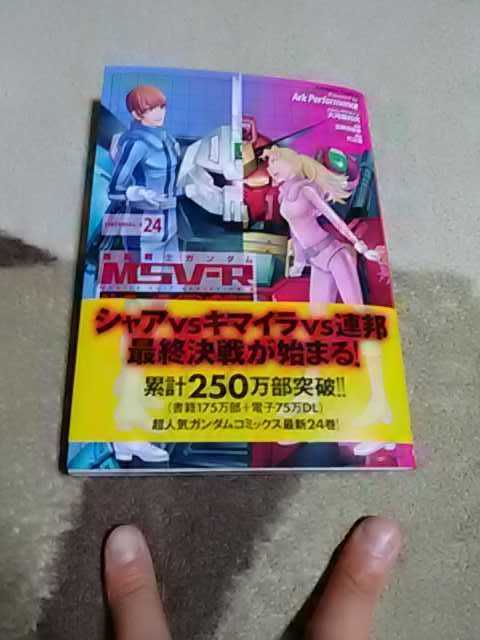 Ark Performance
24
機動戦士ガンダム
MSV-R
シャアvsキマイラvs連邦
最終決戦が始まる!
累計250万部突破!!
(書籍175万部+電子75万DL)
超人気ガンダムコミックス最新24巻!